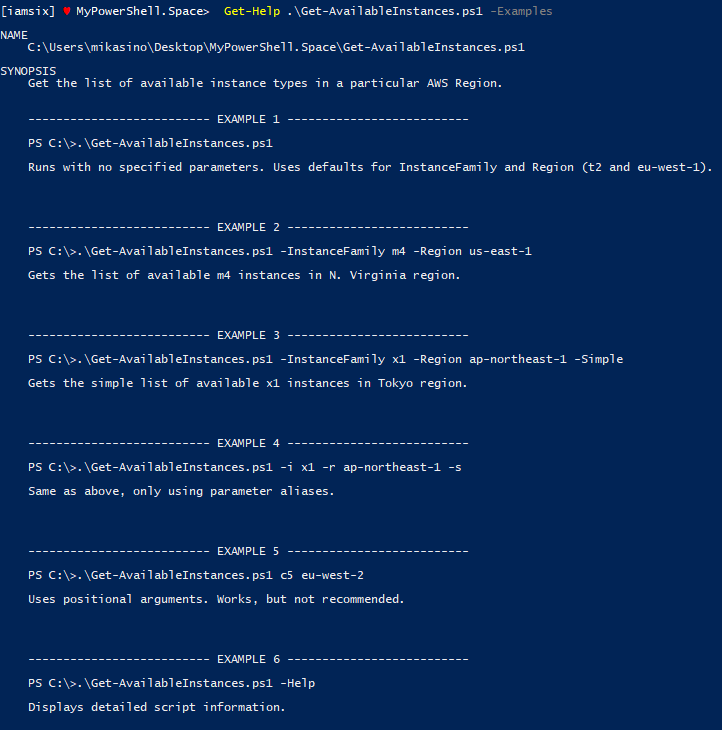 [iamsix] ♥ MyPowerShell.Space> Get-Help .\Get-AvailableInstances.ps1 -Examples
NAME
C:\Users\mikasino\Desktop\MyPowerShell.Space\Get-AvailableInstances.ps1
SYNOPSIS
Get the list of available instance types in a particular AWS Region.
-------------------------- EXAMPLE 1 --------------------------
PS C:\>.\Get-AvailableInstances.ps1
Runs with no specified parameters. Uses defaults for InstanceFamily and Region (t2 and eu-west-1).
-------------------------- EXAMPLE 2 --------------------------
PS C:\>.\Get-AvailableInstances.ps1 -InstanceFamily m4 -Region us-east-1
Gets the list of available m4 instances in N. Virginia region.
-------------------------- EXAMPLE 3 --------------------------
PS C:\>.\Get-AvailableInstances.ps1 -InstanceFamily x1 -Region ap-northeast-1 -Simple
Gets the simple list of available x1 instances in Tokyo region.
-------------------------- EXAMPLE 4 --------------------------
PS C:\>.\Get-AvailableInstances.ps1 -i x1 -r ap-northeast-1 -s
Same as above, only using parameter aliases.
-------------------------- EXAMPLE 5 --------------------------
PS C:\>.\Get-AvailableInstances.ps1 c5 eu-west-2
Uses positional arguments. Works, but not recommended.
-------------------------- EXAMPLE 6 --------------------------
PS C:\>.\Get-AvailableInstances.ps1 -Help
Displays detailed script information.